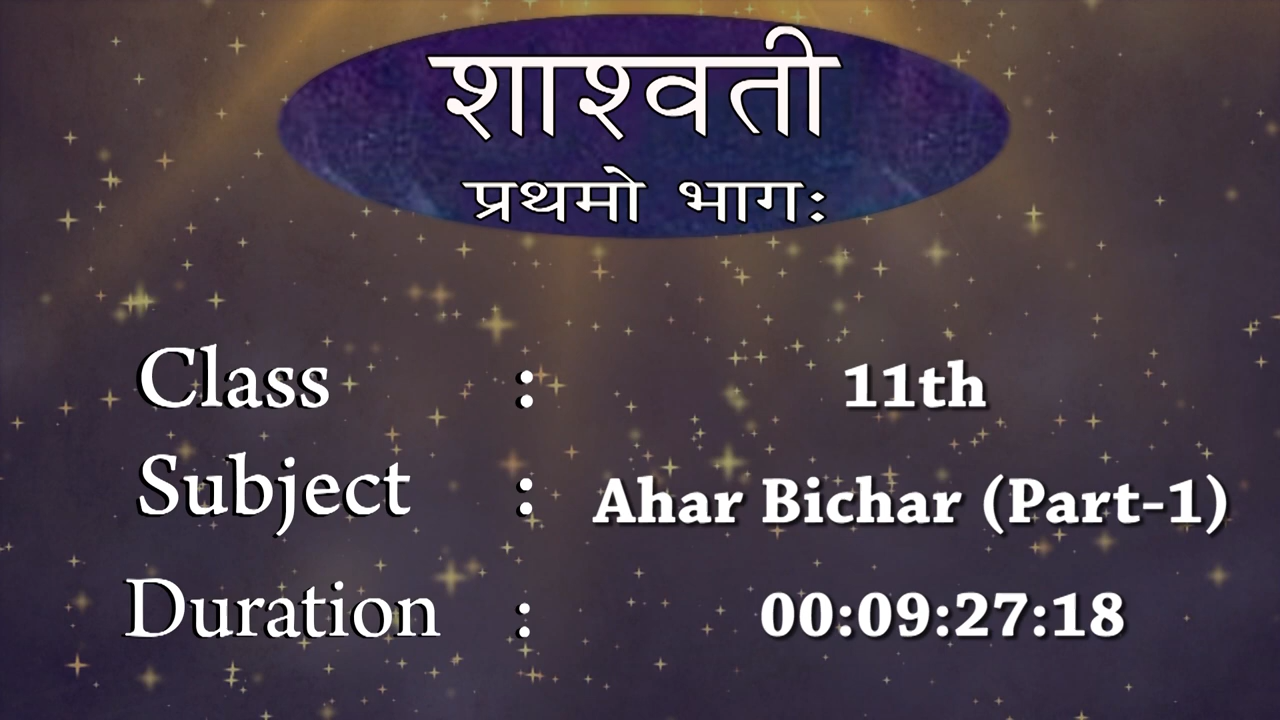 शाश्वती
प्रथमो भागः
Class : 11th
Subject : Ahar Bichar (Part-1)
Duration : 00:09:27:18